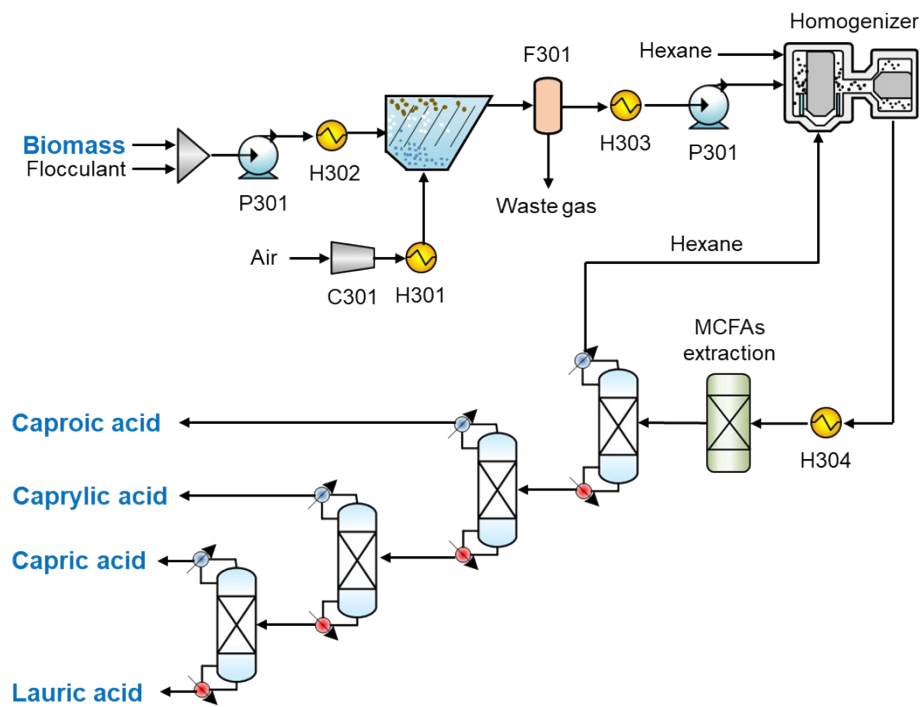 Homogenizer
Hexane
F301
Biomass
Flocculant
P301
H302
H303
P301
Waste gas
Air
C301
H301
Hexane
MCFAs
extraction
H304
Caproic acid
Caprylic acid
Capric acid
Lauric acid